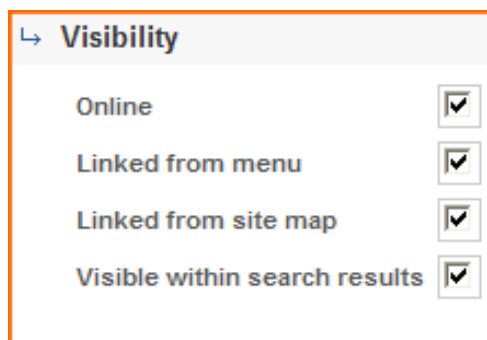 Visibility
Online
Linked from menu
Linked from site map
Visible within search results